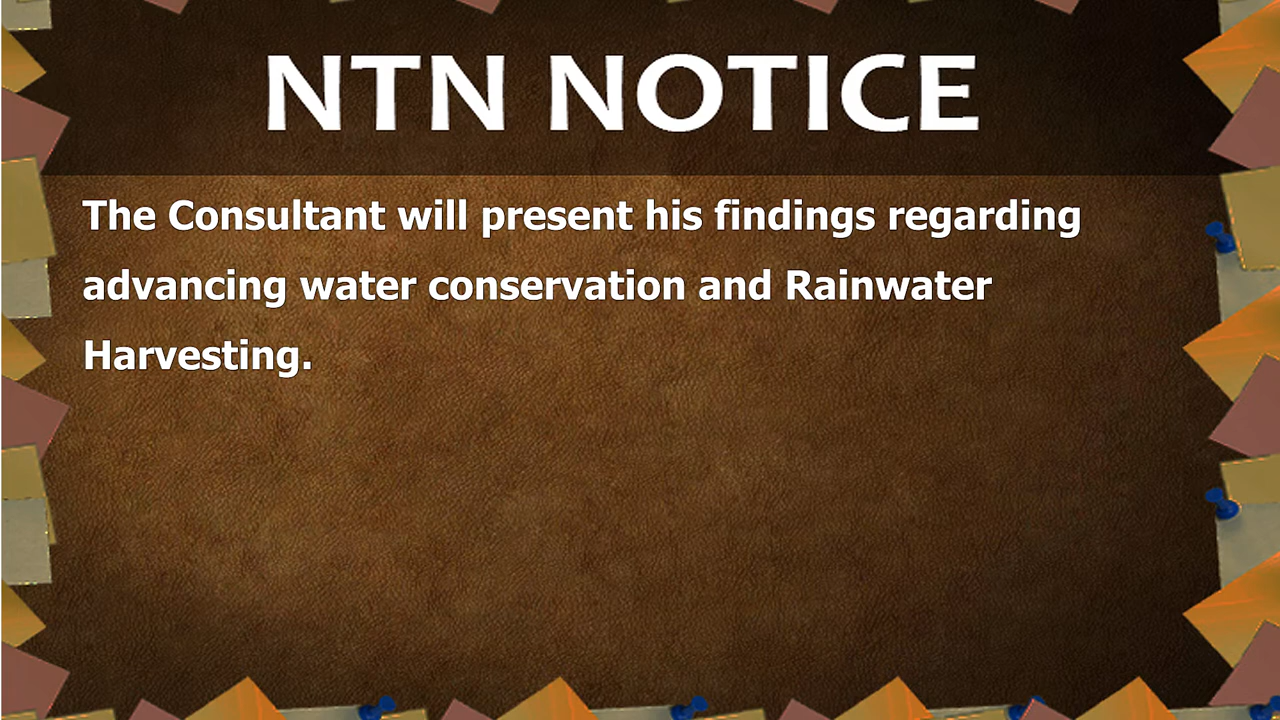 NTN NOTICE
The Consultant will present his findings regarding
advancing water conservation and Rainwater
Harvesting.